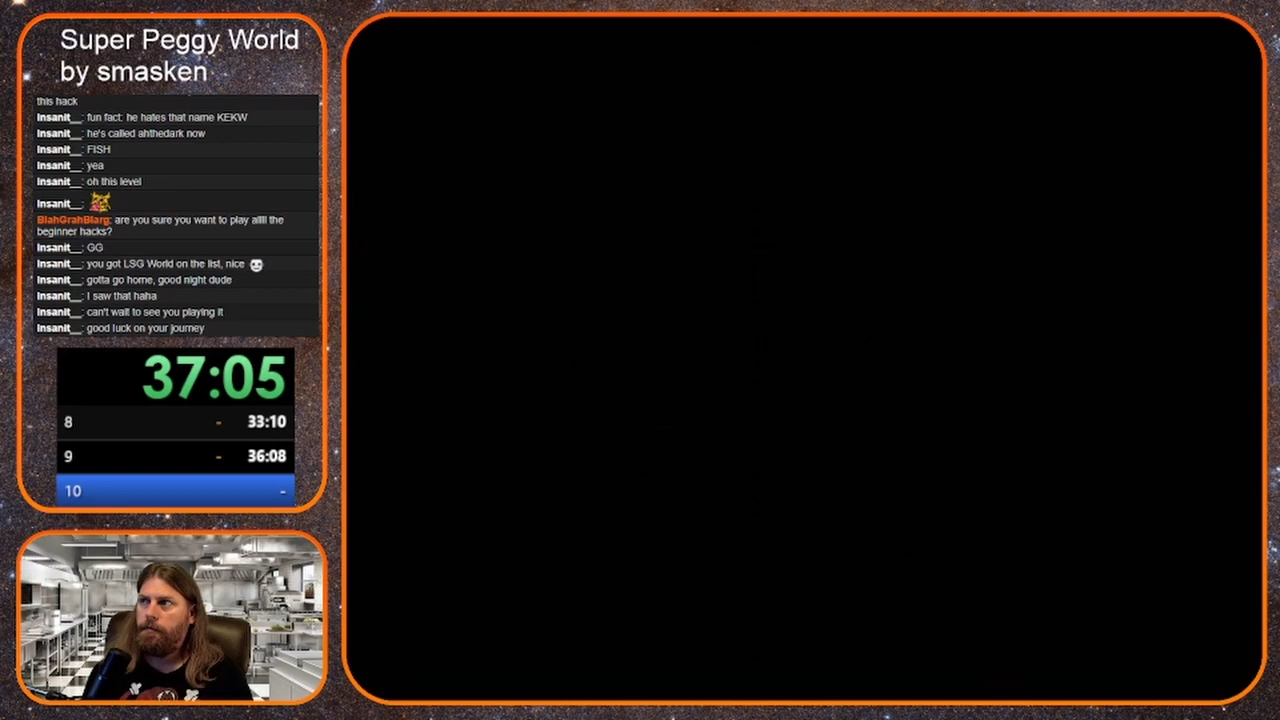 Super Peggy World
by smasken
this hack
Insanit__: fun fact: he hates that name KEKW
Insanit__: he's called ahthedark now
Insanit__: FISH
Insanit__: yea
Insanit__: oh this level
Insanit__:
BlahGrahBlarg: are you sure you want to play allll the
beginner hacks?
Insanit__: GG
Insanit__: you got LSG World on the list, nice
Insanit__: gotta go home, good night dude
Insanit__: I saw that haha
Insanit__: can't wait to see you playing it
Insanit__: good luck on your journey
37:05
8 - 33:10
9 - 36:08
10 -